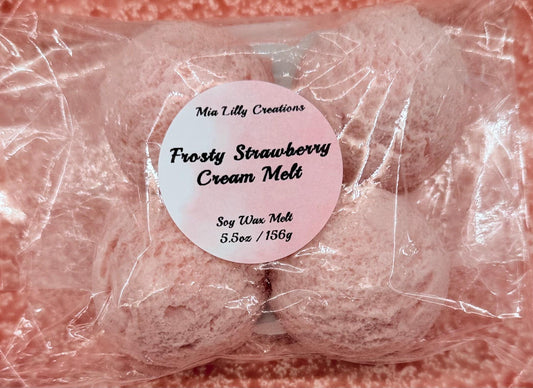 Mia Lilly Creations
Frosty Strawberry
Cream Melt
Soy Wax Melt
5.5oz / 156g